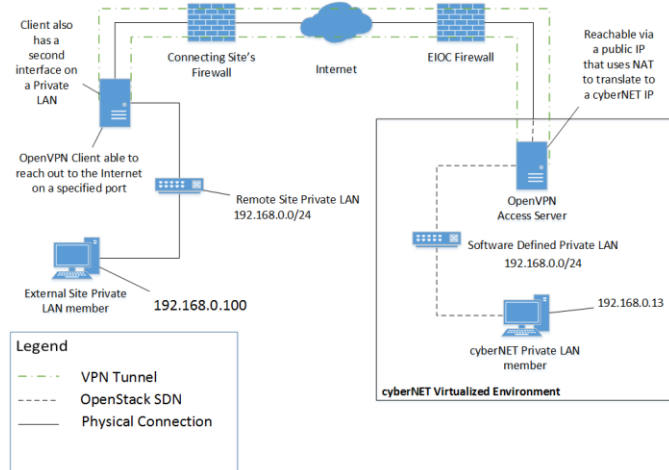 Client also
has a
second
interface on
a Private
LAN
Connecting Site's
Firewall
Internet
EIOC Firewall
Reachable via
a public IP
that uses NAT
to translate to
a cyberNET IP
OpenVPN Client able to
reach out to the Internet
on a specified port
OpenVPN
Access Server
Remote Site Private LAN
192.168.0.0/24
Software Defined Private LAN
192.168.0.0/24
External Site Private
LAN member
192.168.0.100
192.168.0.13
cyberNET Private LAN
member
cyberNET Virtualized Environment
Legend
VPN Tunnel
OpenStack SDN
Physical Connection